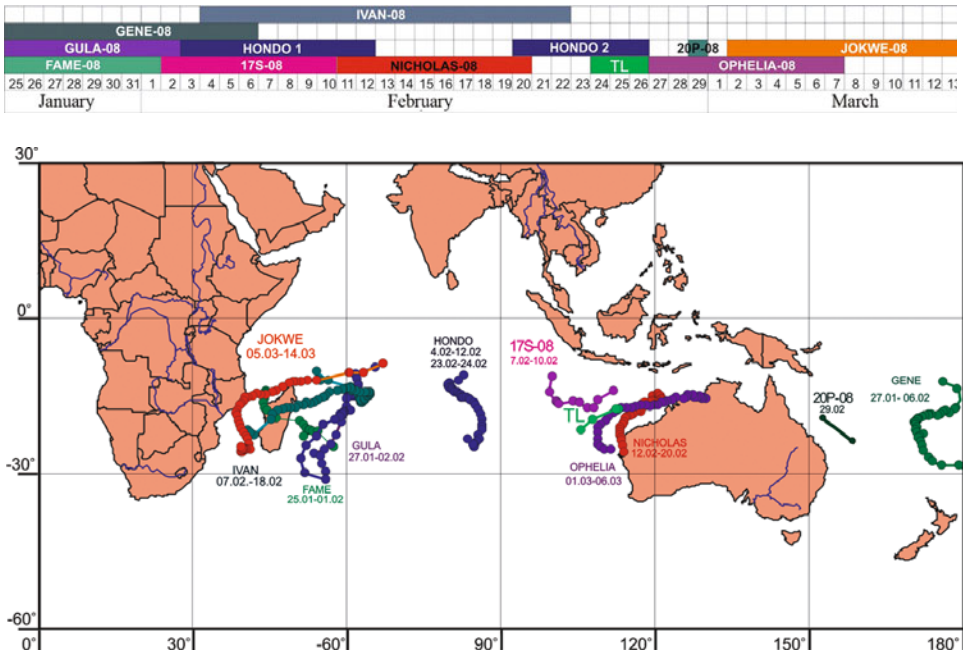 IVAN-08
GENE-08
GULA-08 HONDO 1 HONDO 2 20P-08 JOKWE-08
FAME-08 17S-08 NICHOLAS-08 TL OPHELIA-08
25 26 27 28 29 30 31 1 2 3 4 5 6 7 8 9 10 11 12 13 14 15 16 17 18 19 20 21 22 23 24 25 26 27 28 29 1 2 3 4 5 6 7 8 9 10 11 12 13
January February March
30°
0°
-30°
-60°
JOKWE
05.03-14.03
HONDO
4.02-12.02
23.02-24.02
17S-08
7.02-10.02
GENE
27.01- 06.02
20P-08
29.02
TL
GULA
27.01-02.02
NICHOLAS
12.02-20.02
IVAN
07.02.-18.02
OPHELIA
01.03-06.03
FAME
25.01-01.02
0° 30° -60° 90° 120° 150° 180°